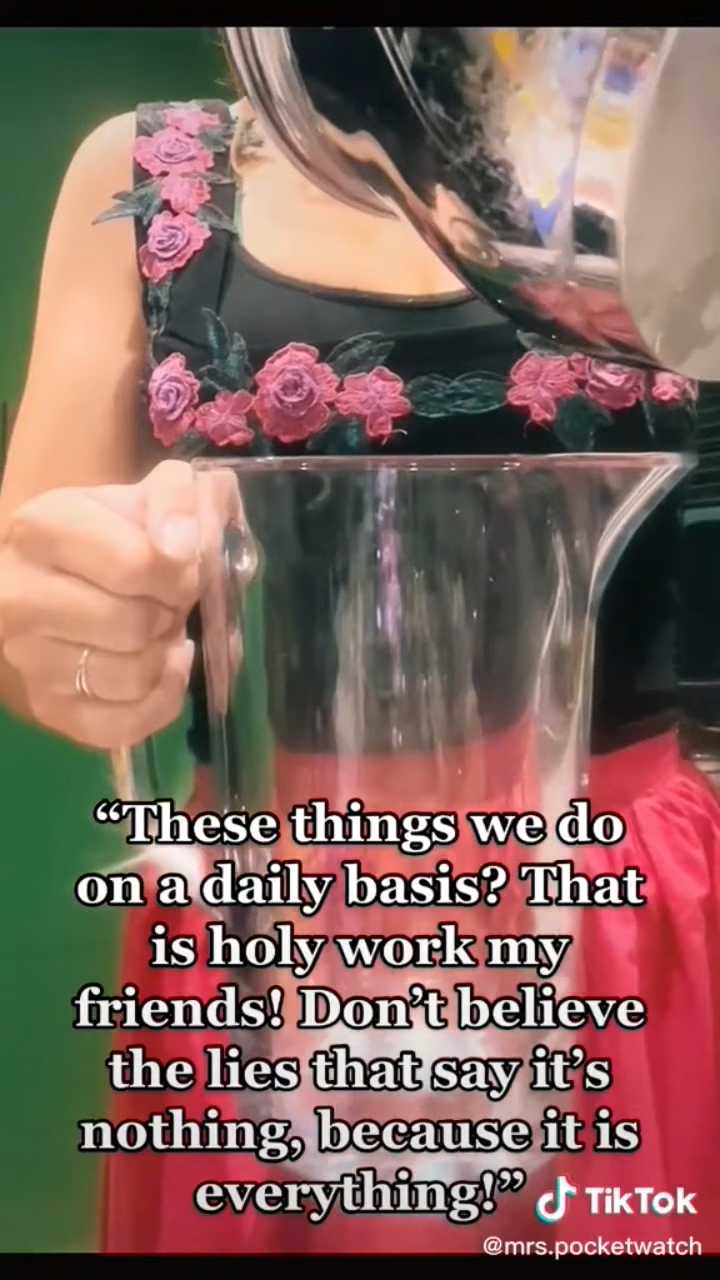 “These things we do
on a daily basis? That
is holy work my
friends! Don’t believe
the lies that say it’s
nothing, because it is
everything!”
TikTok
@mrs.pocketwatch